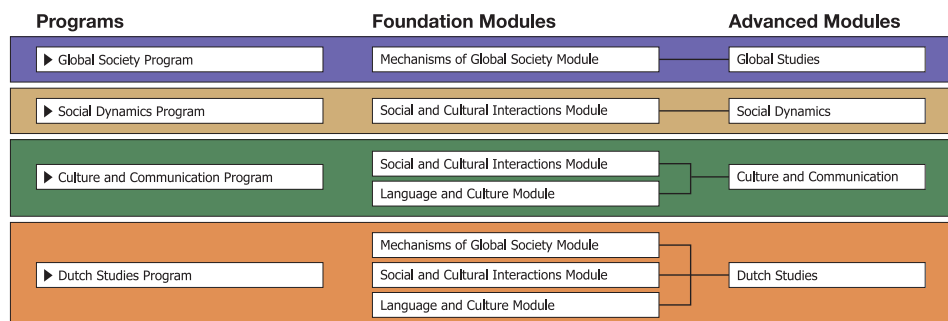 Programs Foundation Modules Advanced Modules
▶ Global Society Program Mechanisms of Global Society Module Global Studies
▶ Social Dynamics Program Social and Cultural Interactions Module Social Dynamics
▶ Culture and Communication Program Social and Cultural Interactions Module Culture and Communication
Language and Culture Module
Mechanisms of Global Society Module
▶ Dutch Studies Program Social and Cultural Interactions Module Dutch Studies
Language and Culture Module